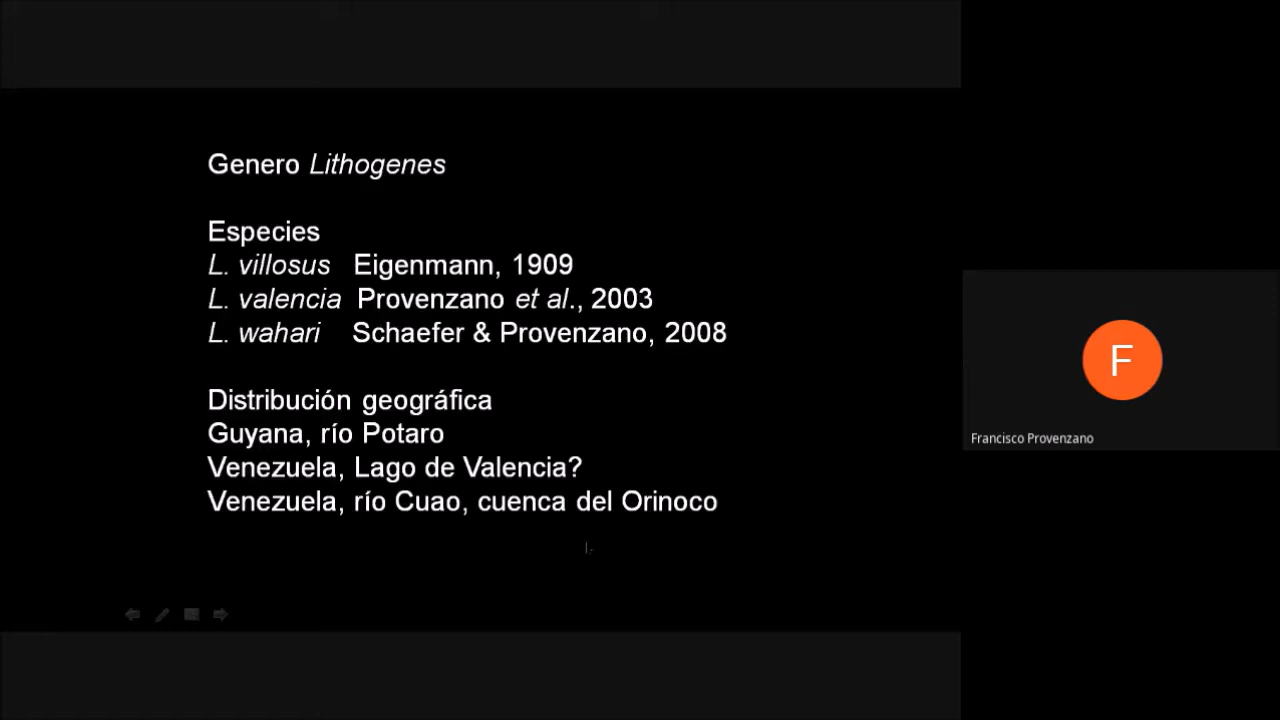 Genero Lithogenes
Especies
L. villosus Eigenmann, 1909
L. valencia Provenzano et al., 2003
L. wahari Schaefer & Provenzano, 2008
Distribución geográfica
Guyana, río Potaro
Venezuela, Lago de Valencia?
Venezuela, río Cuao, cuenca del Orinoco
F
Francisco Provenzano